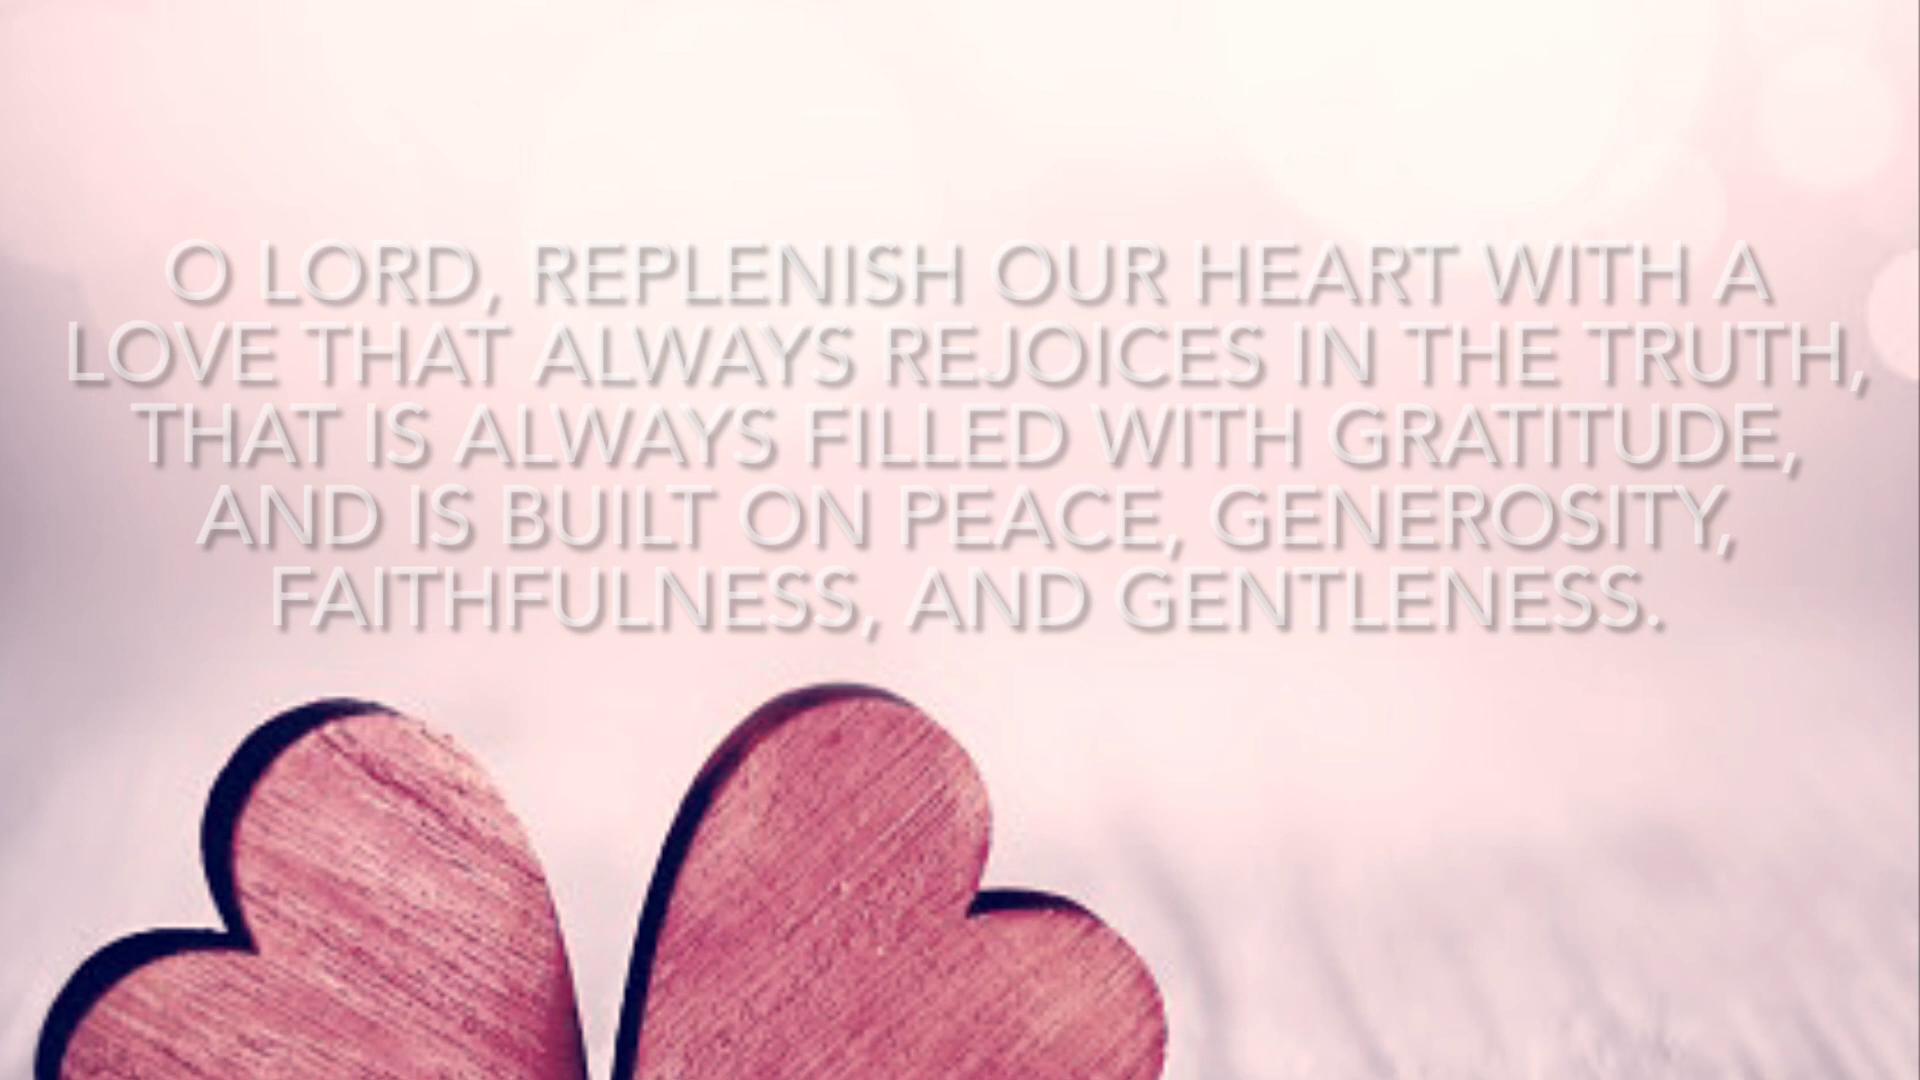 O LORD, REPLENISH OUR HEART WITH A
LOVE THAT ALWAYS REJOICES IN THE TRUTH,
THAT IS ALWAYS FILLED WITH GRATITUDE,
AND IS BUILT ON PEACE, GENEROSITY,
FAITHFULNESS, AND GENTLENESS.